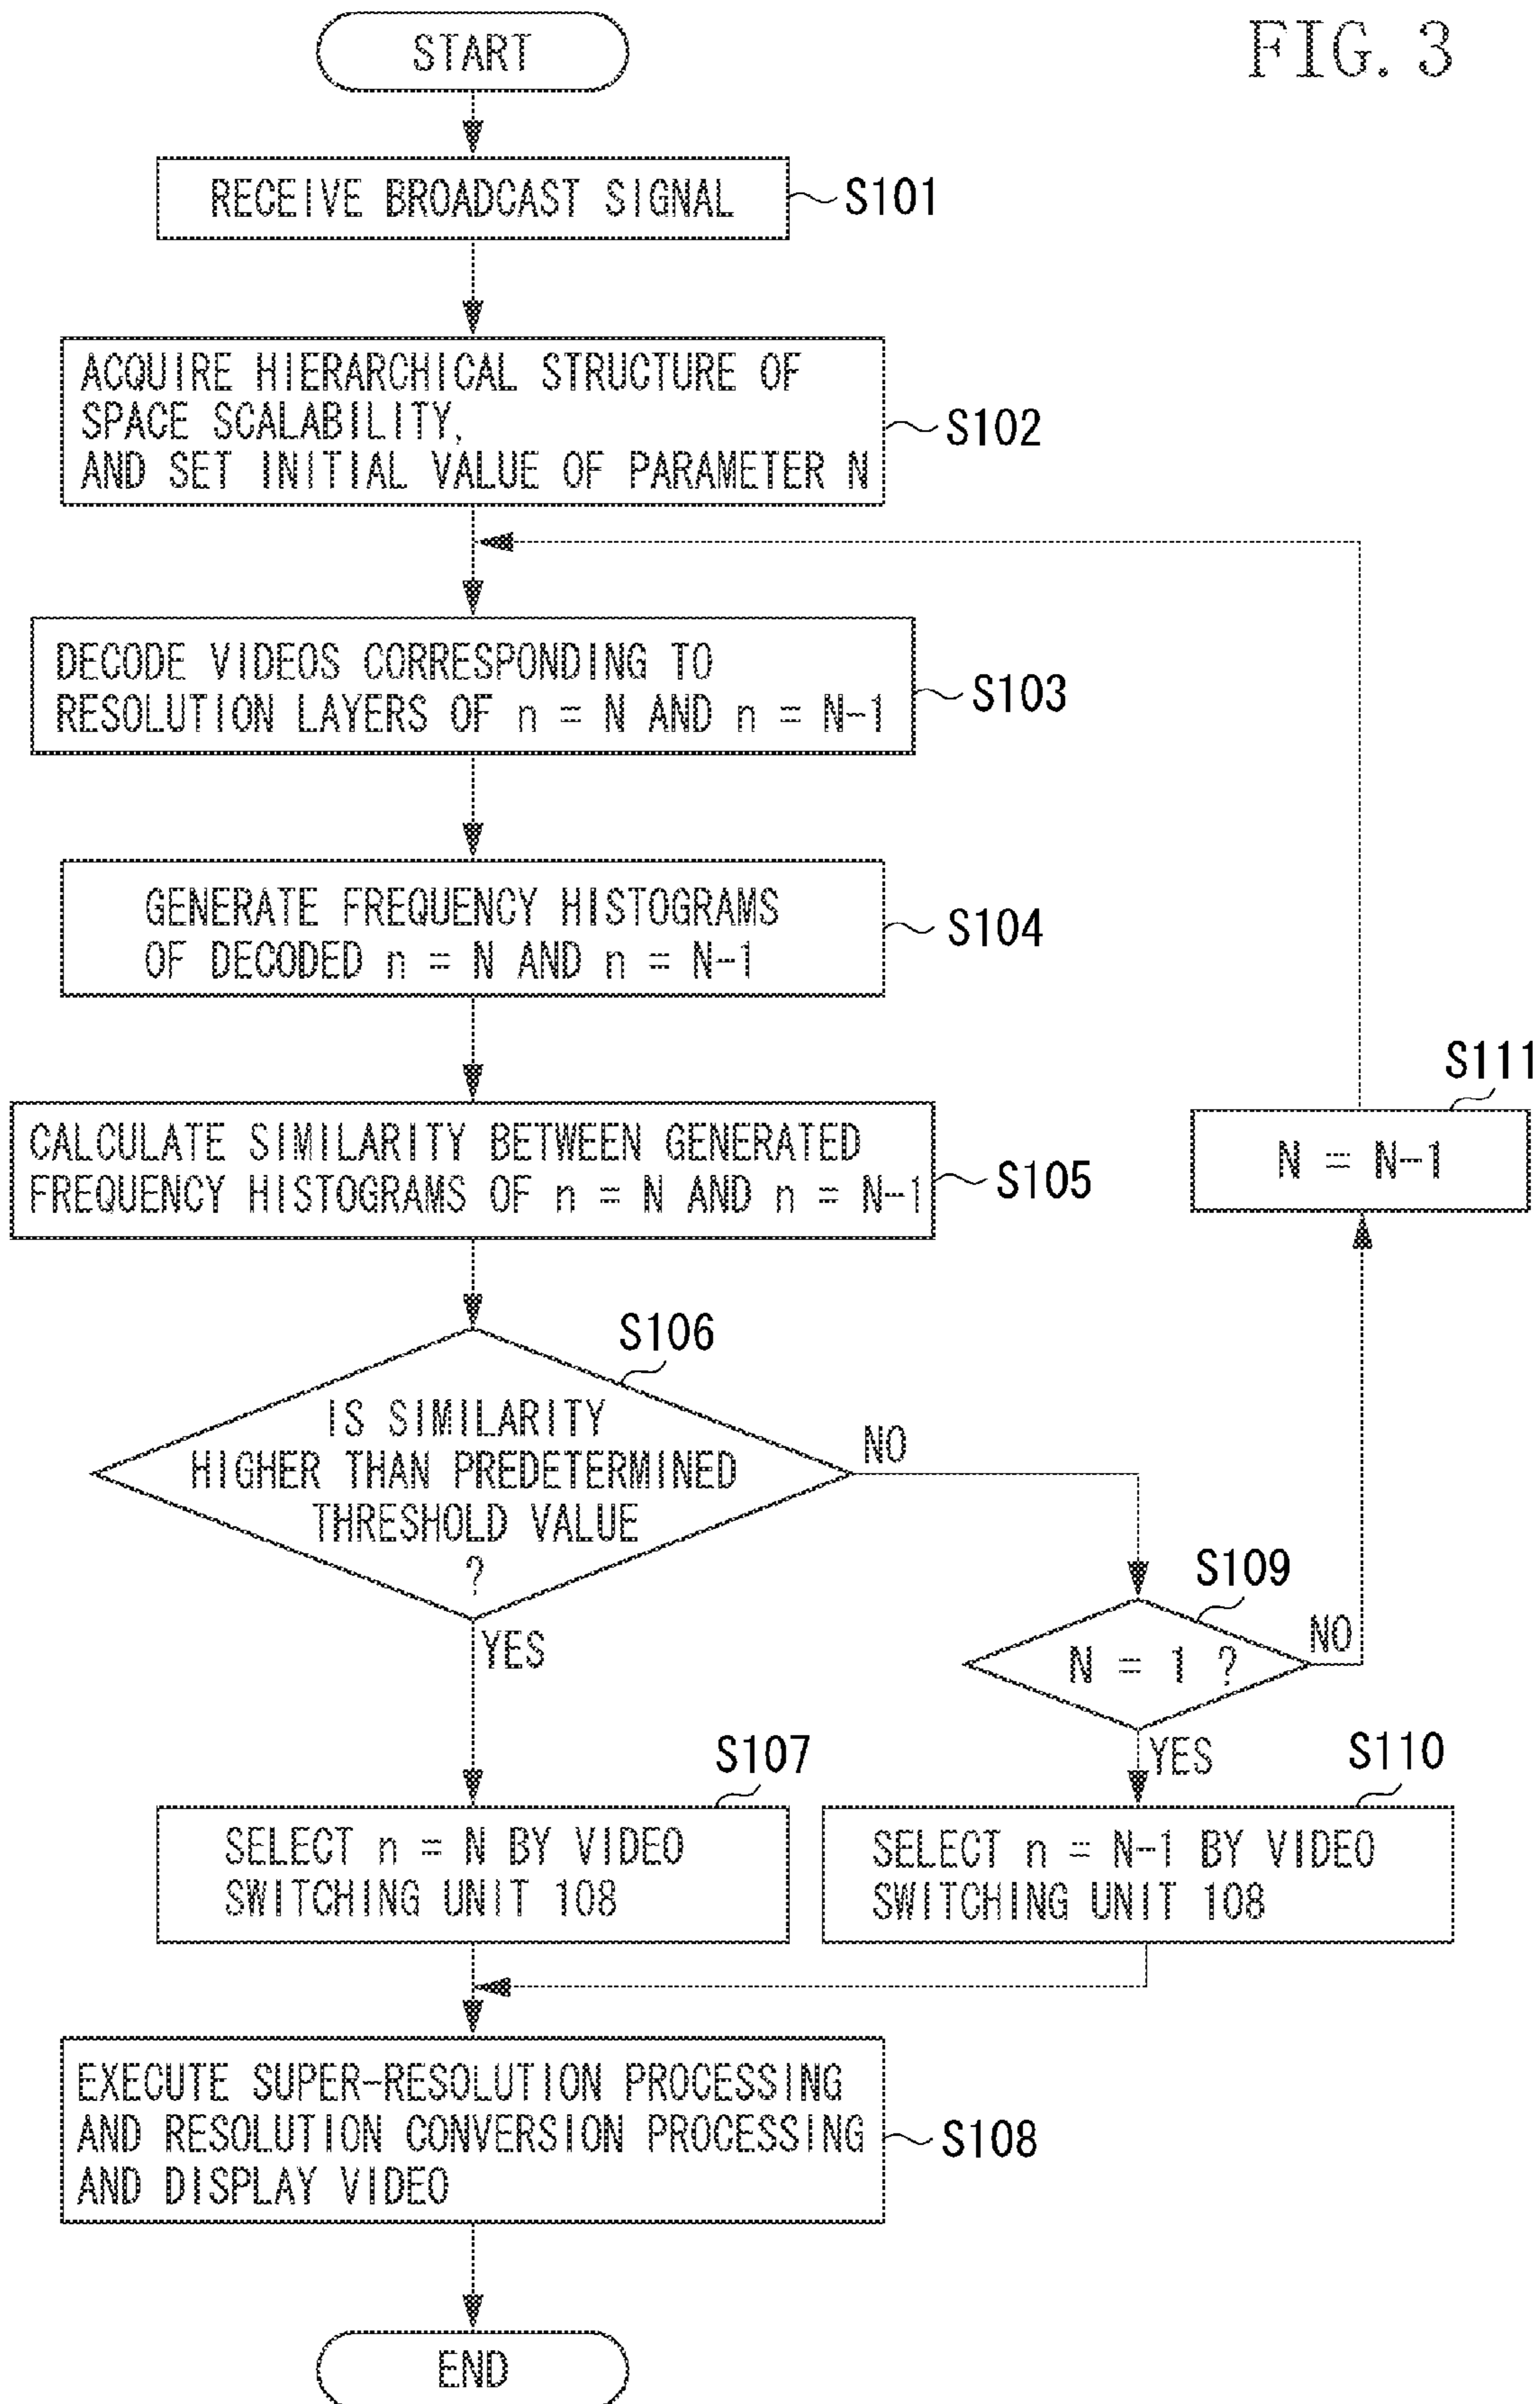 FIG. 3
START
RECEIVE BROADCAST SIGNAL
S101
ACQUIRE HIERARCHICAL STRUCTURE OF
SPACE SCALABILITY,
AND SET INITIAL VALUE OF PARAMETER N
S102
DECODE VIDEOS CORRESPONDING TO
RESOLUTION LAYERS OF n = N AND n = N-1
S103
GENERATE FREQUENCY HISTOGRAMS
OF DECODED n = N AND n = N-1
S104
CALCULATE SIMILARITY BETWEEN GENERATED
FREQUENCY HISTOGRAMS OF n = N AND n = N-1
S105
S111
N = N-1
S106
IS SIMILARITY
HIGHER THAN PREDETERMINED
THRESHOLD VALUE
?
NO
YES
S109
N = 1 ?
NO
YES
S107
SELECT n = N BY VIDEO
SWITCHING UNIT 108
S110
SELECT n = N-1 BY VIDEO
SWITCHING UNIT 108
EXECUTE SUPER-RESOLUTION PROCESSING
AND RESOLUTION CONVERSION PROCESSING
AND DISPLAY VIDEO
S108
END